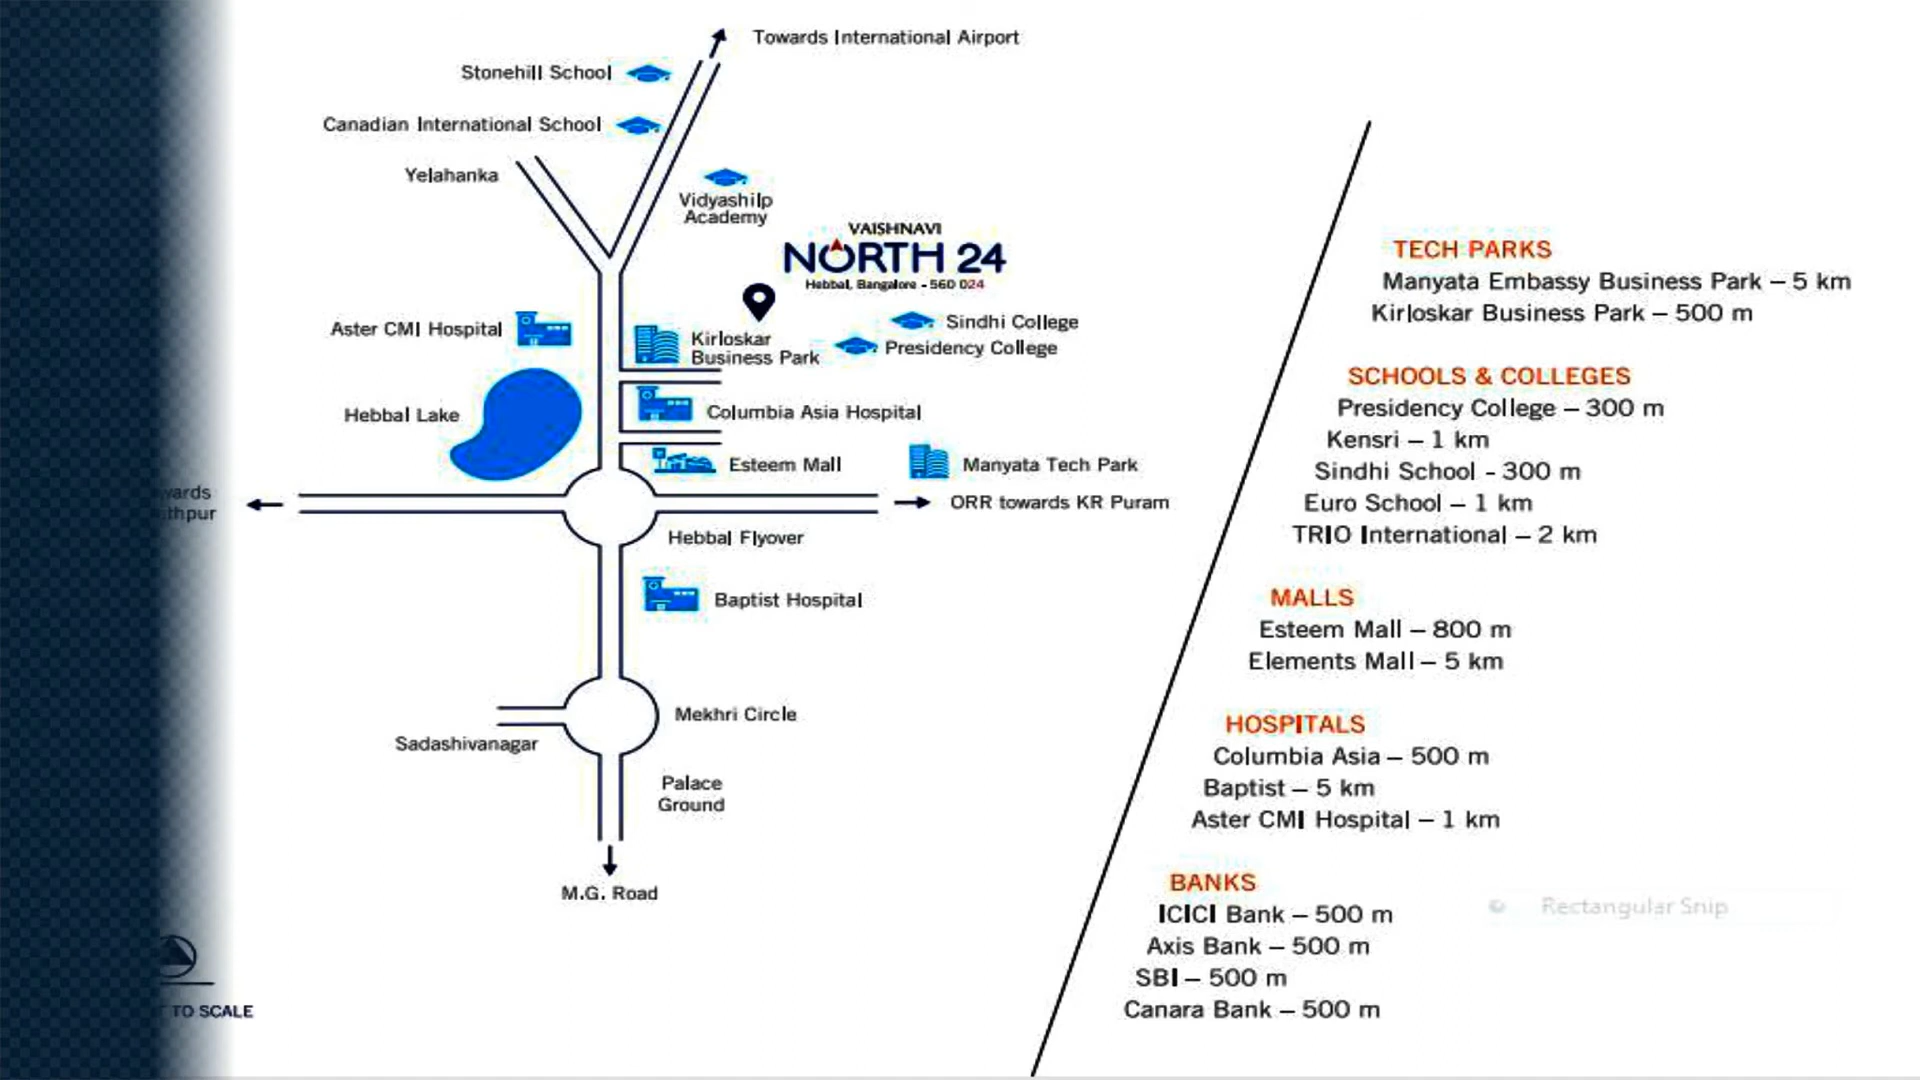 Towards International Airport
Stonehill School
Canadian International School
Yelahanka
Vidyashilp
Academy
VAISHNAVI
NORTH 24
Hebbal, Bangalore - 560 024
Aster CMI Hospital
Kirloskar
Business Park
Sindhi College
Presidency College
Hebbal Lake
Columbia Asia Hospital
Esteem Mall
Manyata Tech Park
ORR towards KR Puram
Hebbal Flyover
Baptist Hospital
Mekhri Circle
Sadashivanagar
Palace
Ground
M.G. Road
TO SCALE
TECH PARKS
Manyata Embassy Business Park – 5 km
Kirloskar Business Park – 500 m
SCHOOLS & COLLEGES
Presidency College – 300 m
Kensri – 1 km
Sindhi School - 300 m
Euro School – 1 km
TRIO International – 2 km
MALLS
Esteem Mall – 800 m
Elements Mall – 5 km
HOSPITALS
Columbia Asia – 500 m
Baptist – 5 km
Aster CMI Hospital – 1 km
BANKS
ICICI Bank – 500 m
Axis Bank – 500 m
SBI – 500 m
Canara Bank – 500 m
Rectangular Snip